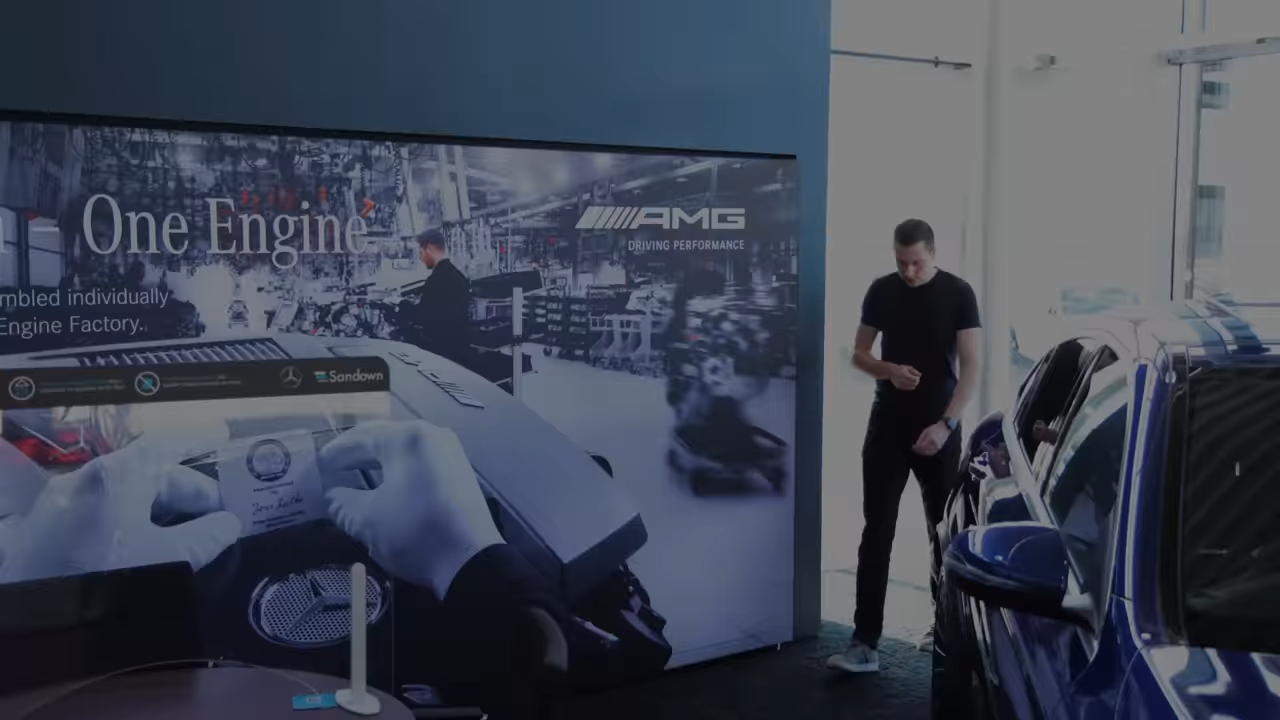 One Engine
AMG
DRIVING PERFORMANCE
mbled individually
Engine Factory.
Sandown